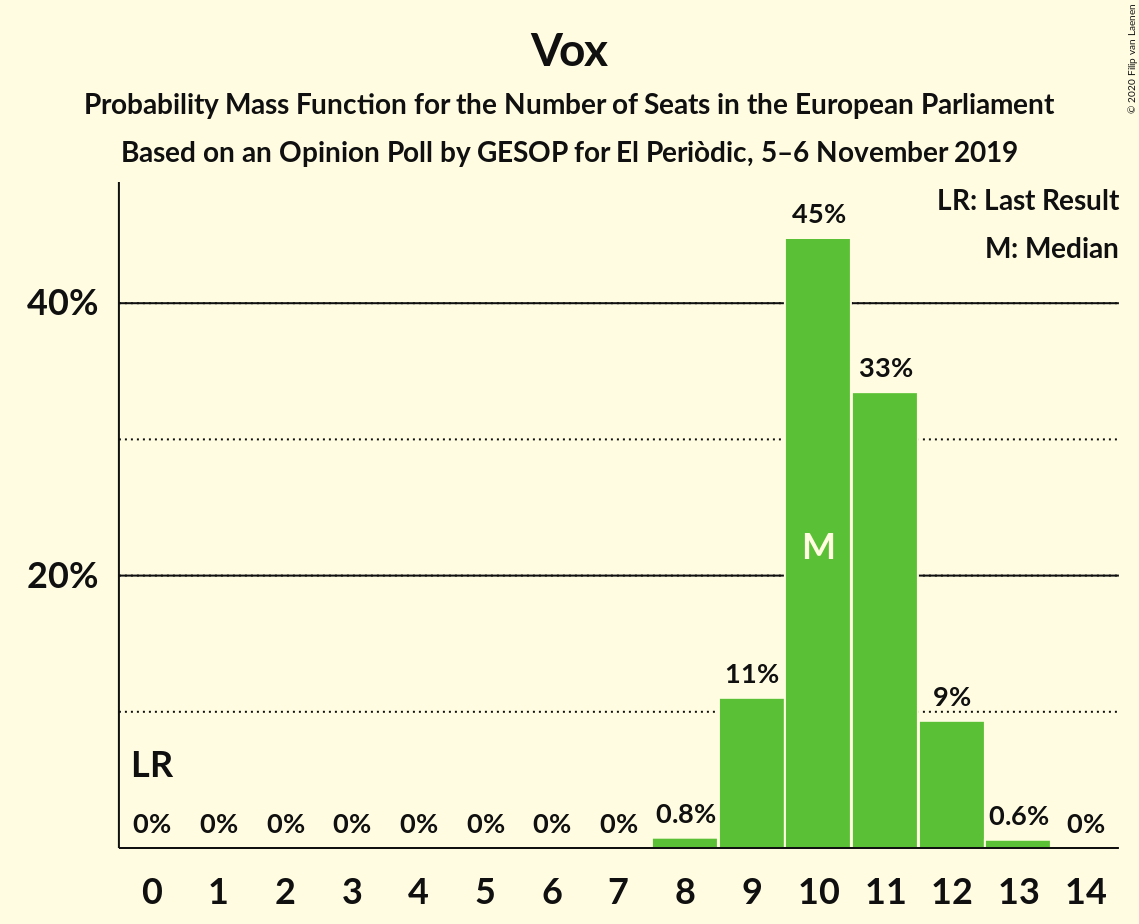 Vox
Probability Mass Function for the Number of Seats in the European Parliament
Based on an Opinion Poll by GESOP for El Periòdic, 5–6 November 2019
© 2020 Filip van Laenen
LR: Last Result
M: Median
45%
40%
33%
M
20%
11%
9%
LR
0% 0% 0% 0% 0% 0% 0% 0% 0.8% 0.6% 0%
0 1 2 3 4 5 6 7 8 9 10 11 12 13 14